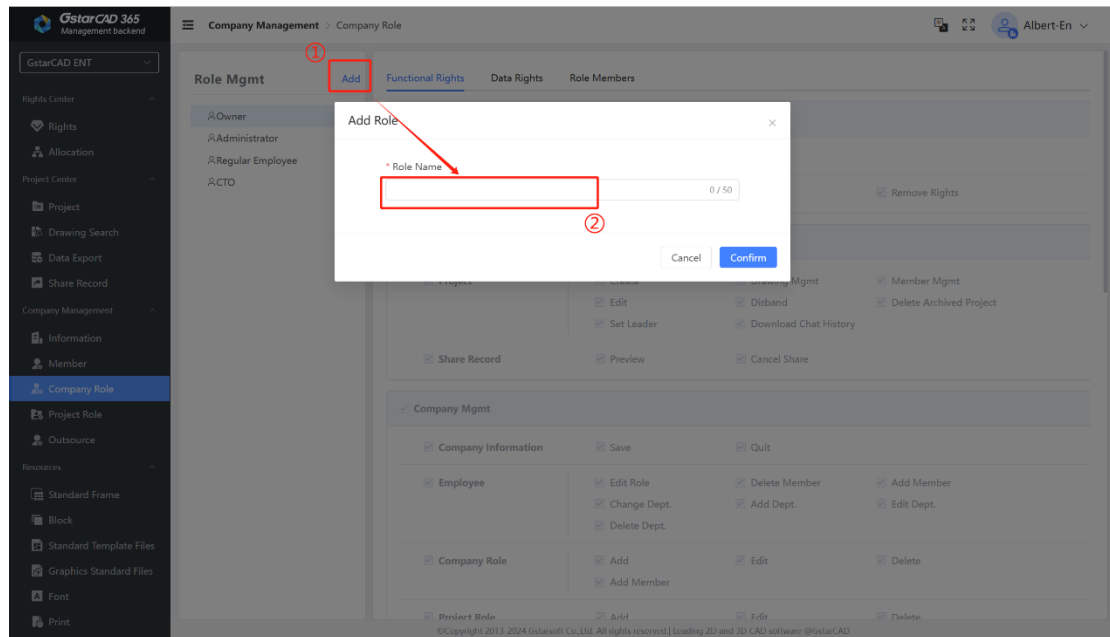 GstarCAD 365
Management backend
Company Management > Company Role
Albert-En
GstarCAD ENT
Rights Center
Rights
Allocation
Project Center
Project
Drawing Search
Data Export
Share Record
Company Management
Information
Member
Company Role
Project Role
Outsource
Resources
Standard Frame
Block
Standard Template Files
Graphics Standard Files
Font
Print
①
Role Mgmt Add
Owner
Administrator
Regular Employee
CTO
Functional Rights Data Rights Role Members
Add Role
* Role Name
0 / 50
②
Cancel Confirm
Remove Rights
Project Create Drawing Mgmt Member Mgmt
Edit Disband Delete Archived Project
Set Leader Download Chat History
Share Record Preview Cancel Share
Company Mgmt
Company Information Save Quit
Employee Edit Role Delete Member Add Member
Change Dept. Add Dept. Edit Dept.
Delete Dept.
Company Role Add Edit Delete
Add Member
Project Role Add Edit Delete
©Copyright 2013-2024 Gstarsoft Co.,Ltd. All rights reserved.| Leading 2D and 3D CAD software @GstarCAD